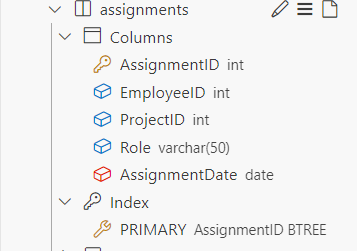 assignments
Columns
AssignmentID int
EmployeeID int
ProjectID int
Role varchar(50)
AssignmentDate date
Index
PRIMARY AssignmentID BTREE